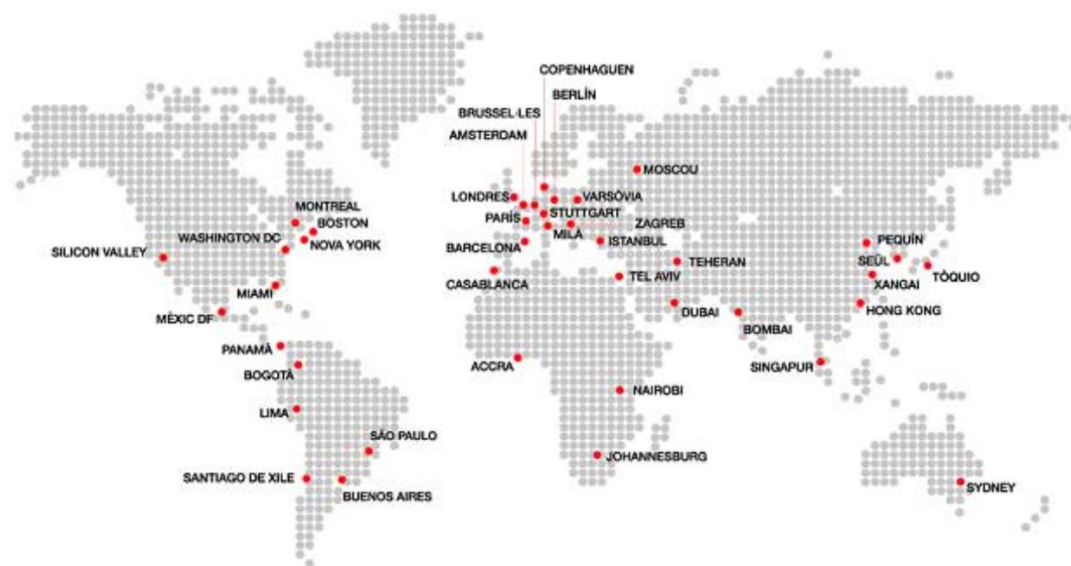 COPENHAGUEN
BERLÍN
BRUSSEL·LES
AMSTERDAM
MOSCOU
LONDRES
VARSÒVIA
MONTREAL
BOSTON
PARÍS
STUTTGART
ZAGREB
WASHINGTON DC
NOVA YORK
BARCELONA
MILÀ
ISTANBUL
PEQUÍN
SILICON VALLEY
TEHERAN
SEÜL
TÒQUIO
CASABLANCA
TEL AVIV
XANGAI
MIAMI
MÈXIC DF
DUBAI
BOMBAI
HONG KONG
PANAMÀ
BOGOTÀ
ACCRA
SINGAPUR
NAIROBI
LIMA
SÃO PAULO
JOHANNESBURG
SANTIAGO DE XILE
BUENOS AIRES
SYDNEY